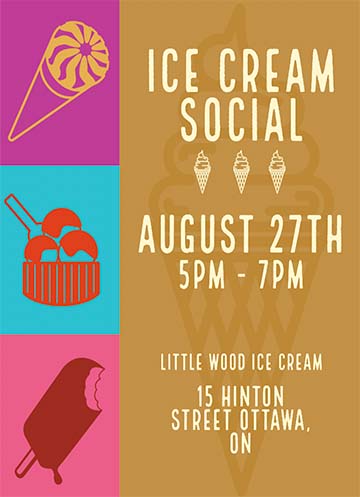 ICE CREAM
SOCIAL
AUGUST 27TH
5PM - 7PM
LITTLE WOOD ICE CREAM
15 HINTON
STREET OTTAWA,
ON